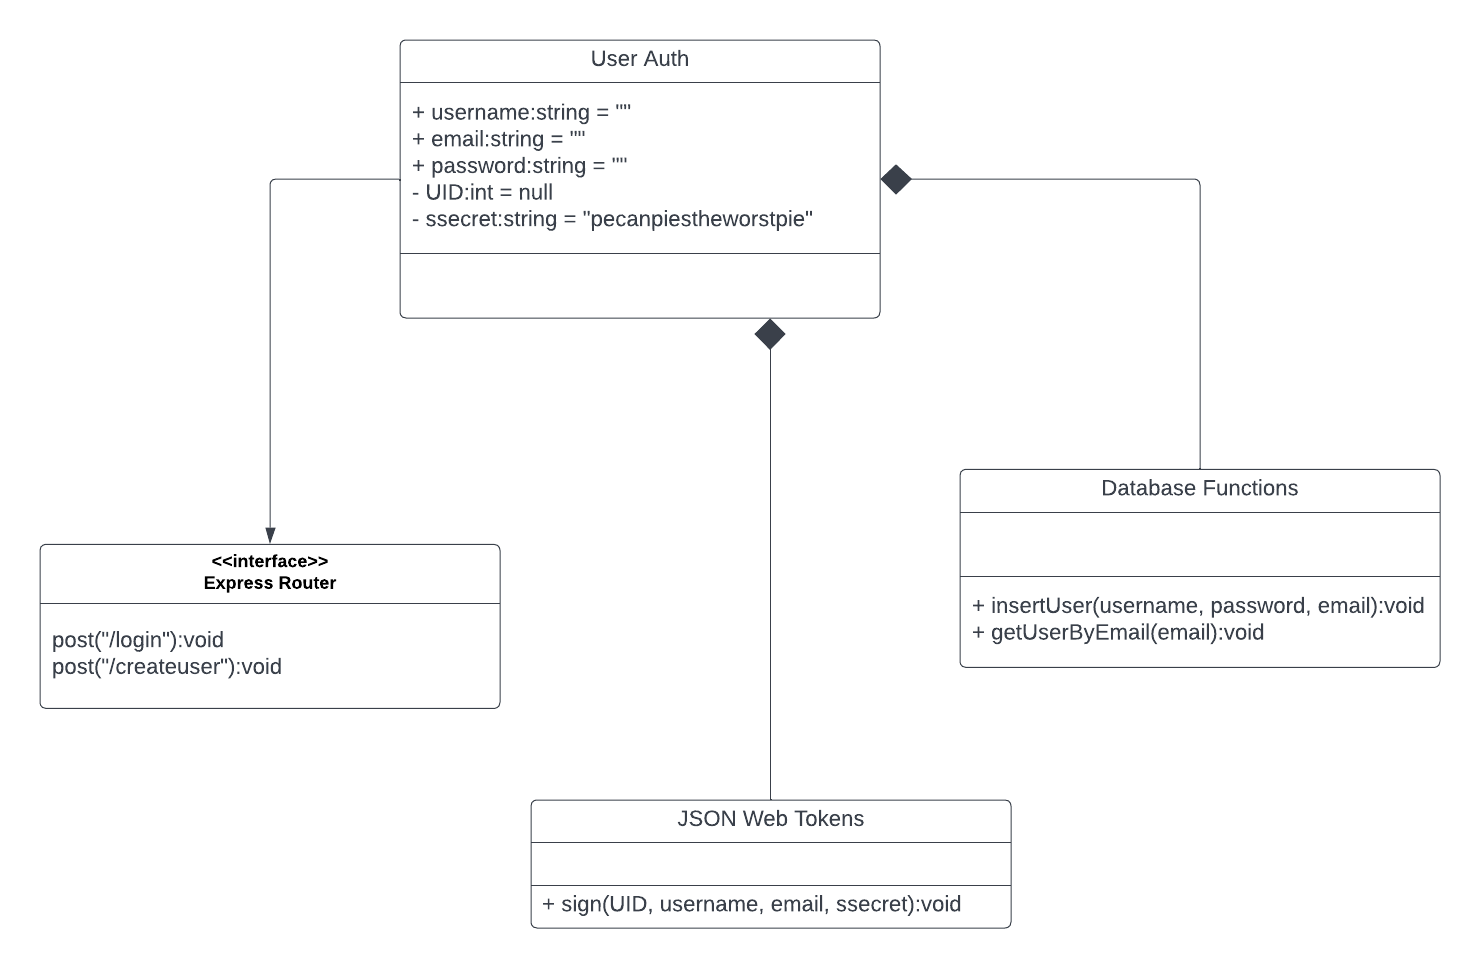 User Auth
+ username:string = ""
+ email:string = ""
+ password:string = ""
- UID:int = null
- ssecret:string = "pecanpiestheworstpie"
<<interface>>
Express Router
post("/login"):void
post("/createuser"):void
Database Functions
+ insertUser(username, password, email):void
+ getUserByEmail(email):void
JSON Web Tokens
+ sign(UID, username, email, ssecret):void